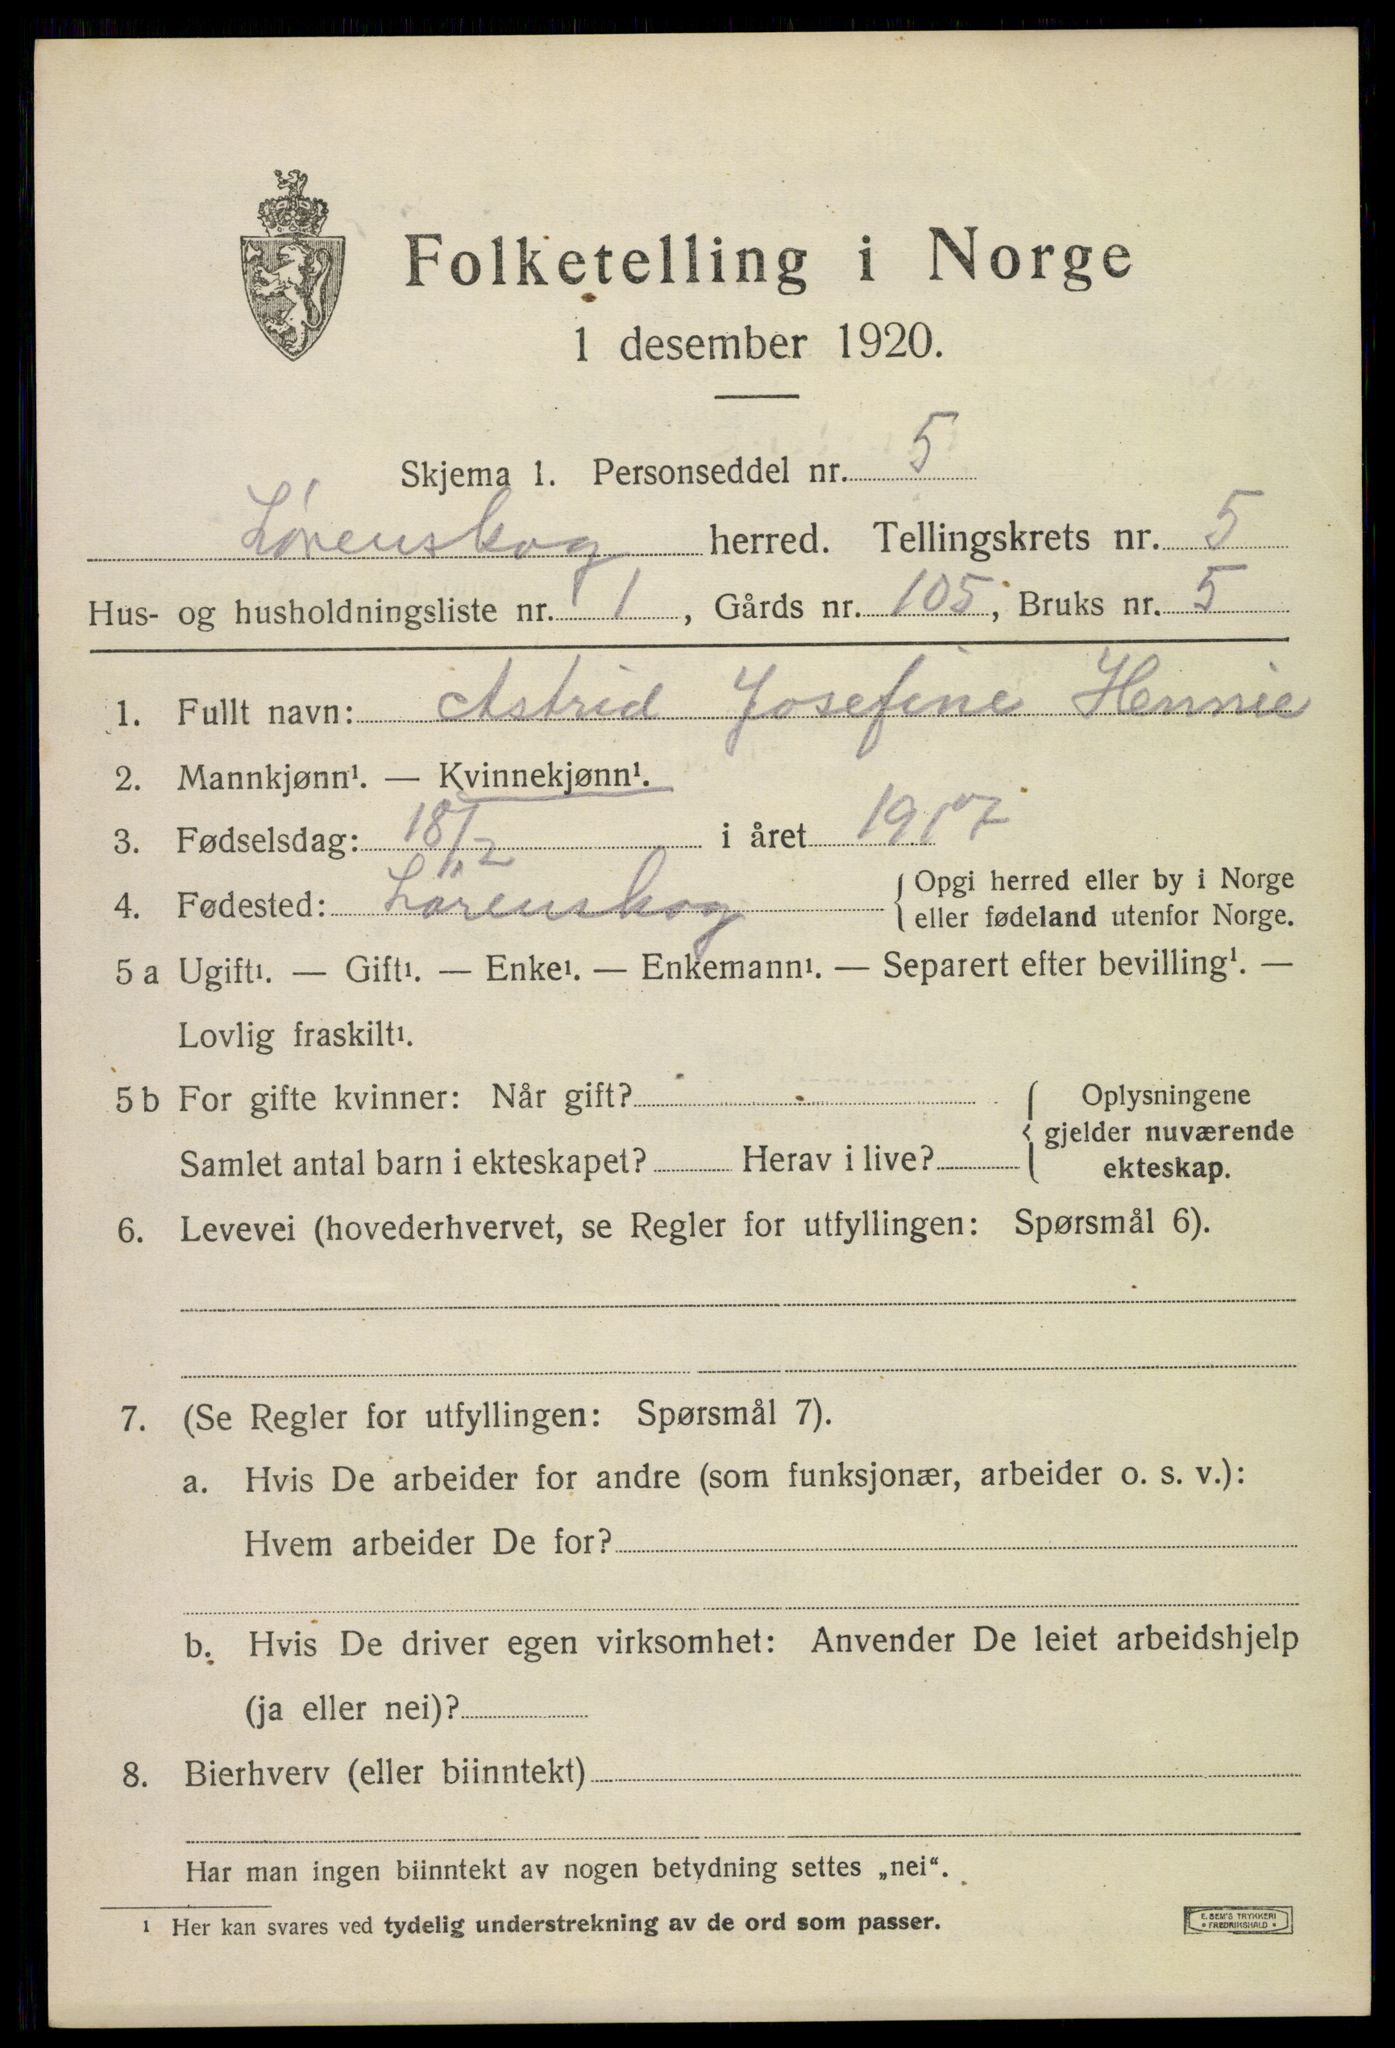 Folketelling i Norge
1 desember 1920.
Skjema 1. Personseddel nr. 5
Lørenskog herred. Tellingskrets nr. 5
Hus- og husholdningsliste nr. 1, Gårds nr. 105, Bruks nr. 5
1. Fullt navn: Astrid Josefine Hennie
2. Mannkjønn¹. — Kvinnekjønn¹.
3. Fødselsdag: 18/2 i året 1917
4. Fødested: Lörenskog { Opgi herred eller by i Norge
eller fødeland utenfor Norge.
5 a Ugift¹. — Gift¹. — Enke¹. — Enkemann¹. — Separert efter bevilling¹. —
Lovlig fraskilt¹.
5 b For gifte kvinner: Når gift?
Samlet antal barn i ekteskapet? Herav i live?
{ Oplysningene
gjelder nuværende
ekteskap.
6. Levevei (hovederhvervet, se Regler for utfyllingen: Spørsmål 6).
7. (Se Regler for utfyllingen: Spørsmål 7).
a. Hvis De arbeider for andre (som funksjonær, arbeider o. s. v.):
Hvem arbeider De for?
b. Hvis De driver egen virksomhet: Anvender De leiet arbeidshjelp
(ja eller nei)?
8. Bierhverv (eller biinntekt)
Har man ingen biinntekt av nogen betydning settes „nei“.
¹ Her kan svares ved tydelig understrekning av de ord som passer.
E. SEM'S TRYKKERI
• FREDRIKSHALD •